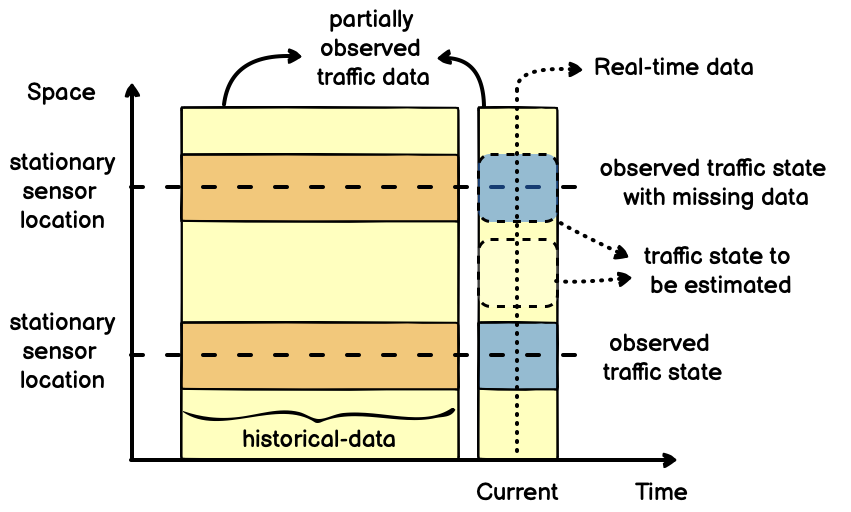 partially
observed
traffic data
Real-time data
Space
stationary
sensor
location
observed traffic state
with missing data
traffic state to
be estimated
stationary
sensor
location
observed
traffic state
historical-data
Current
Time